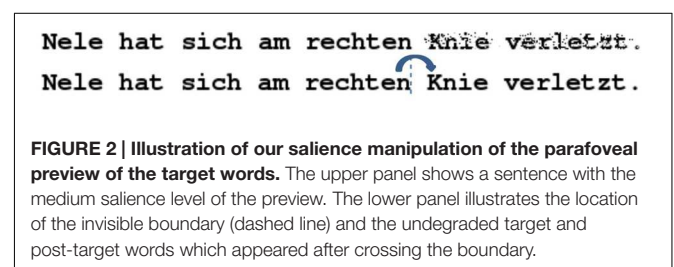 Nele hat sich am rechten Knie verletzt.
Nele hat sich am rechten Knie verletzt.
FIGURE 2 | Illustration of our salience manipulation of the parafoveal
preview of the target words. The upper panel shows a sentence with the
medium salience level of the preview. The lower panel illustrates the location
of the invisible boundary (dashed line) and the undegraded target and
post-target words which appeared after crossing the boundary.